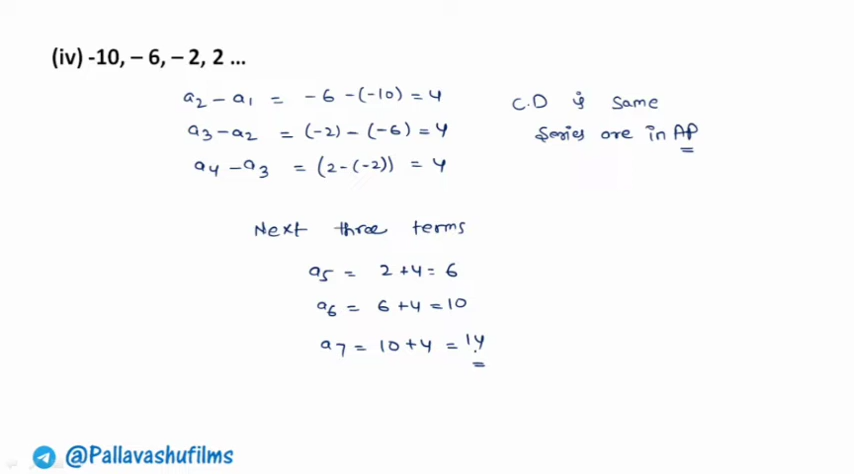 (iv) -10, – 6, – 2, 2 ...
a2 – a1 = – 6 – (–10) = 4
C.D is same
a3 – a2 = (–2) – (–6) = 4
Series are in AP
a4 – a3 = (2 – (–2)) = 4
Next three terms
a5 = 2 + 4 = 6
a6 = 6 + 4 = 10
a7 = 10 + 4 = 14
@Pallavashufilms